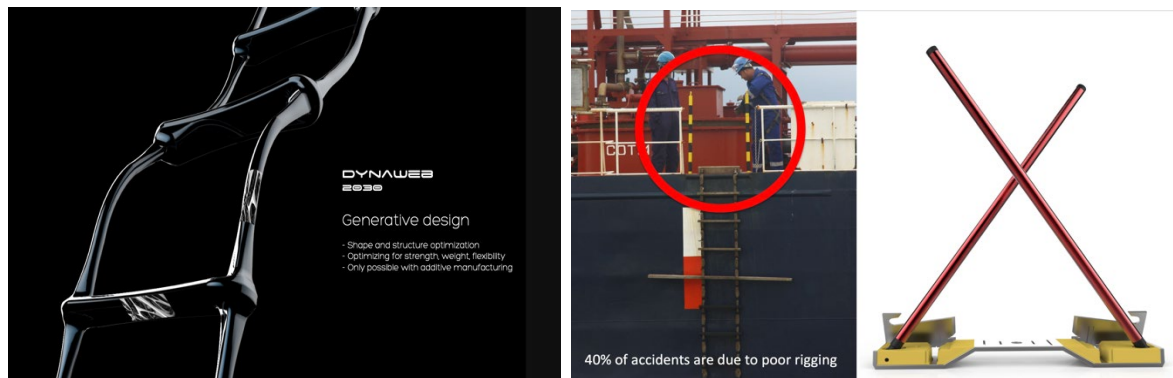 DYNAWEB
2030
Generative design
- Shape and structure optimization
- Optimizing for strength, weight, flexibility
- Only possible with additive manufacturing
COTM
40% of accidents are due to poor rigging